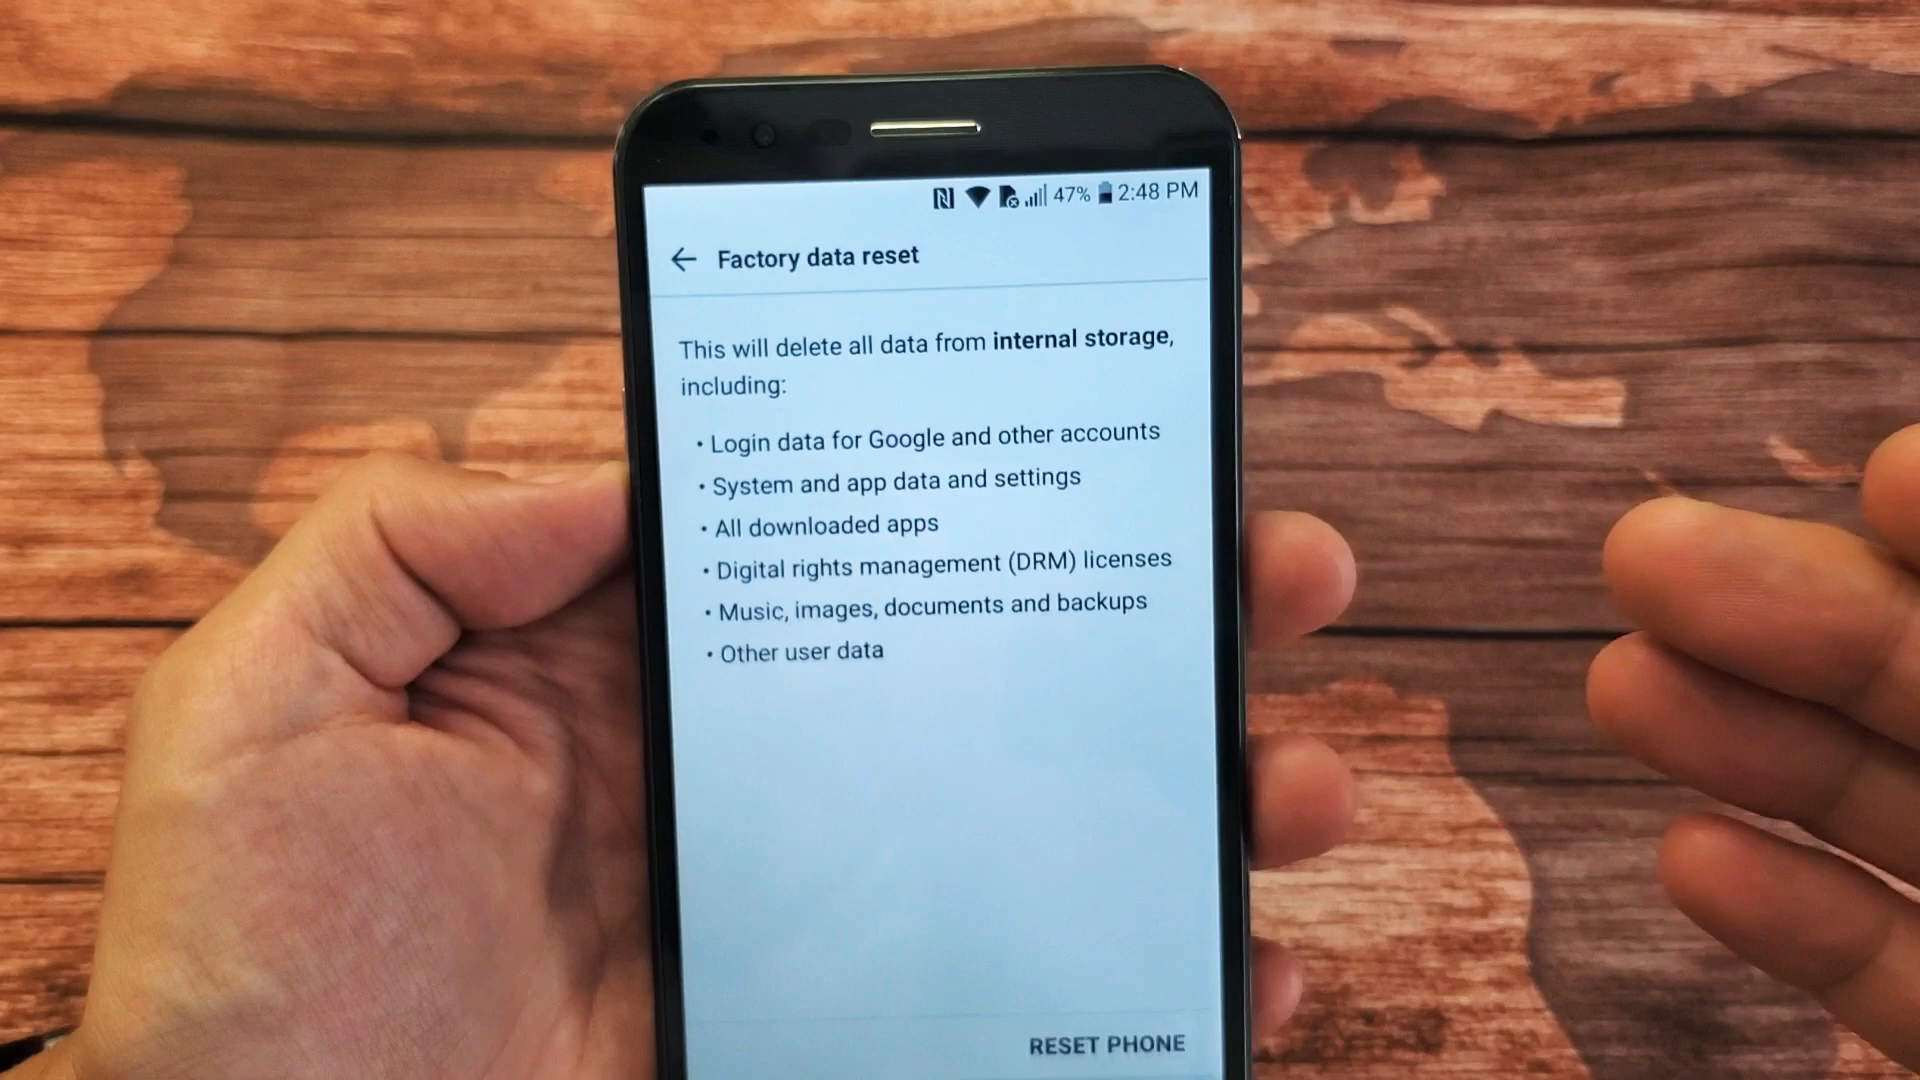 47% 2:48 PM
Factory data reset
This will delete all data from internal storage,
including:
• Login data for Google and other accounts
• System and app data and settings
• All downloaded apps
• Digital rights management (DRM) licenses
• Music, images, documents and backups
• Other user data
RESET PHONE